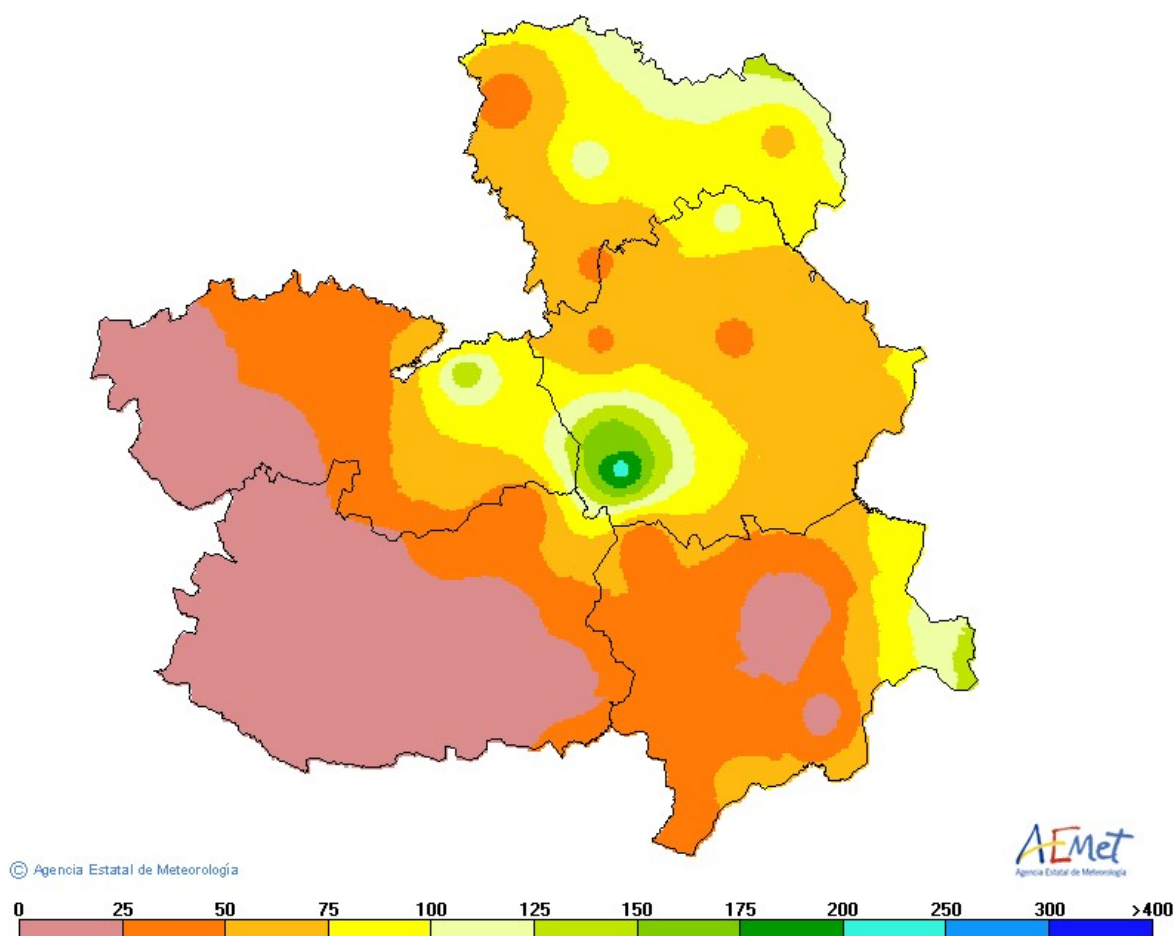 AEMet
Agencia Estatal de Meteorología
© Agencia Estatal de Meteorología
0 25 50 75 100 125 150 175 200 250 300 >400